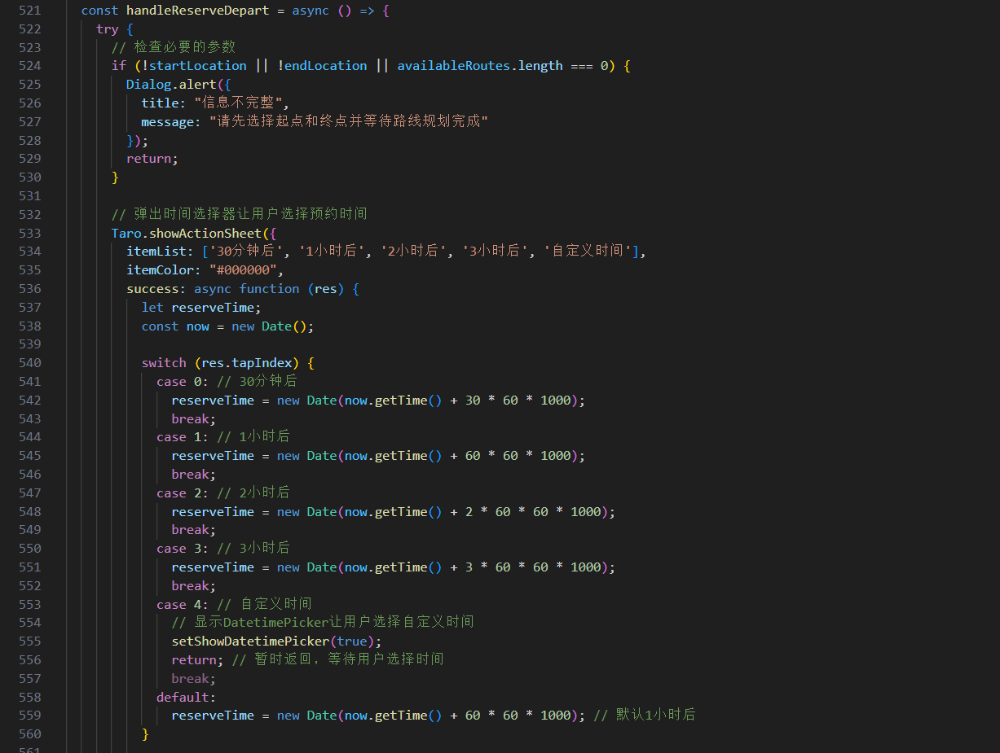 521 const handleReserveDepart = async () => {
522 try {
523 // 检查必要的参数
524 if (!startLocation || !endLocation || availableRoutes.length === 0) {
525 Dialog.alert({
526 title: "信息不完整",
527 message: "请先选择起点和终点并等待路线规划完成"
528 });
529 return;
530 }
531
532 // 弹出时间选择器让用户选择预约时间
533 Taro.showActionSheet({
534 itemList: ['30分钟后', '1小时后', '2小时后', '3小时后', '自定义时间'],
535 itemColor: "#000000",
536 success: async function (res) {
537 let reserveTime;
538 const now = new Date();
539
540 switch (res.tapIndex) {
541 case 0: // 30分钟后
542 reserveTime = new Date(now.getTime() + 30 * 60 * 1000);
543 break;
544 case 1: // 1小时后
545 reserveTime = new Date(now.getTime() + 60 * 60 * 1000);
546 break;
547 case 2: // 2小时后
548 reserveTime = new Date(now.getTime() + 2 * 60 * 60 * 1000);
549 break;
550 case 3: // 3小时后
551 reserveTime = new Date(now.getTime() + 3 * 60 * 60 * 1000);
552 break;
553 case 4: // 自定义时间
554 // 显示DatetimePicker让用户选择自定义时间
555 setShowDatetimePicker(true);
556 return; // 暂时返回，等待用户选择时间
557 break;
558 default:
559 reserveTime = new Date(now.getTime() + 60 * 60 * 1000); // 默认1小时后
560 }
561